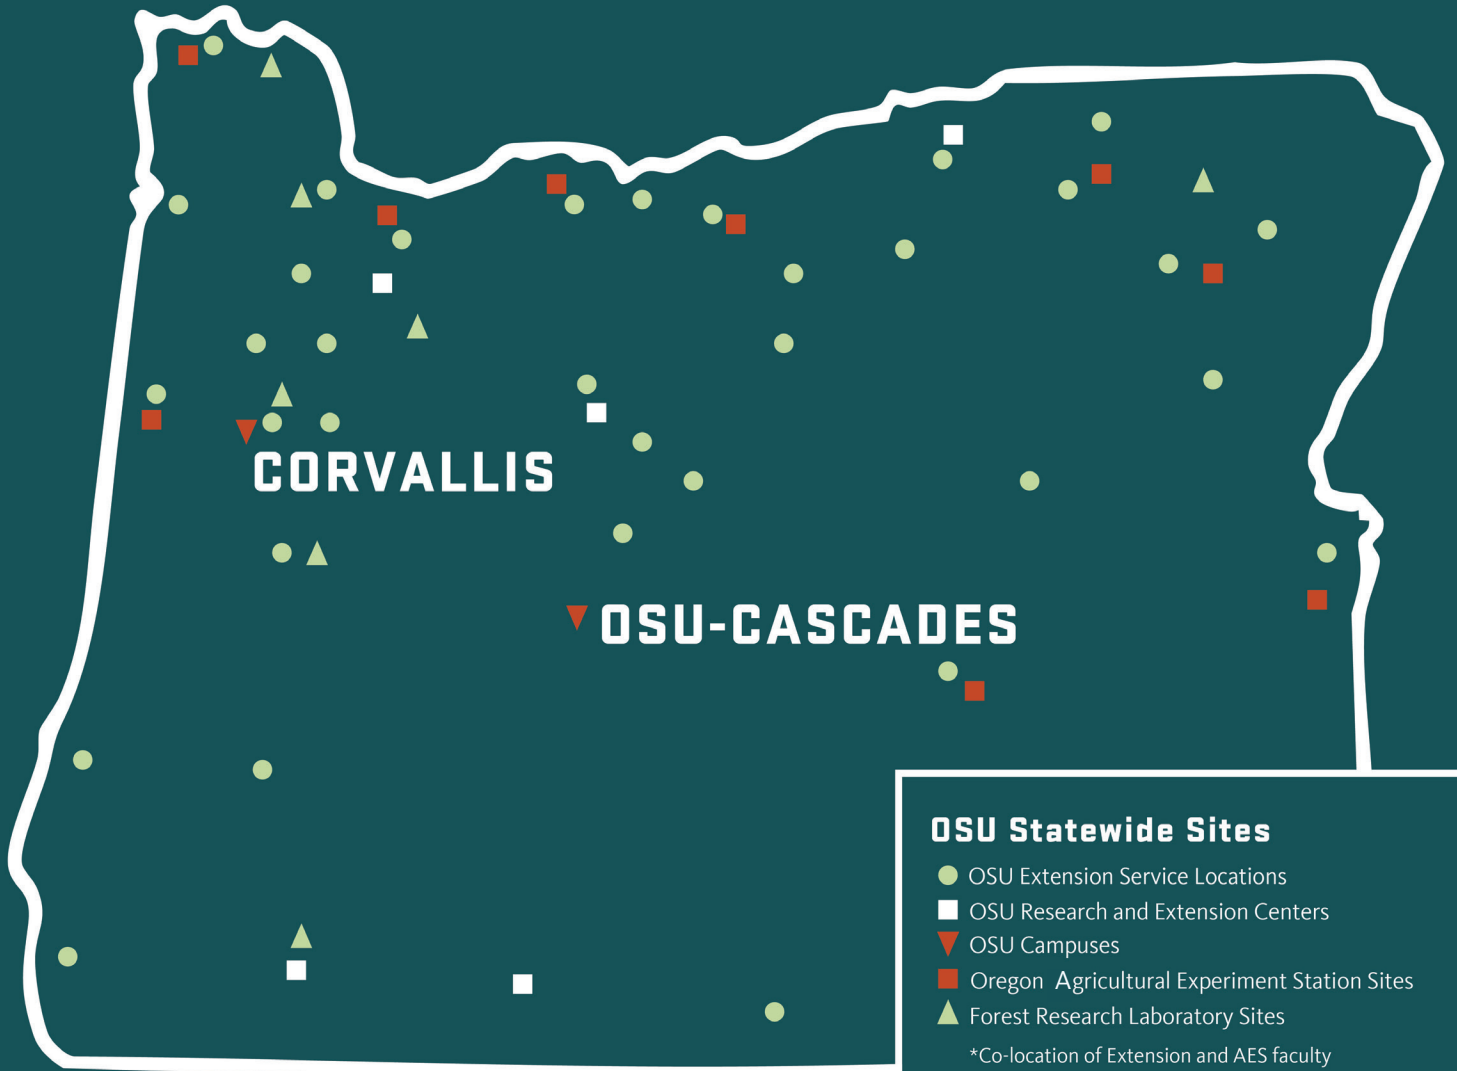 CORVALLIS
OSU-CASCADES
OSU Statewide Sites
OSU Extension Service Locations
OSU Research and Extension Centers
OSU Campuses
Oregon Agricultural Experiment Station Sites
Forest Research Laboratory Sites
*Co-location of Extension and AES faculty